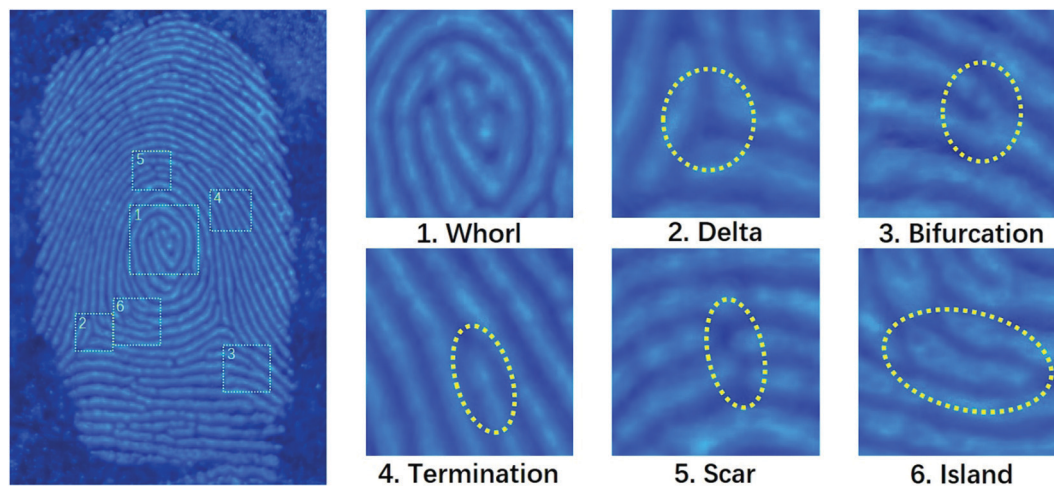 5
4
1
6
2
3
1. Whorl
2. Delta
3. Bifurcation
4. Termination
5. Scar
6. Island